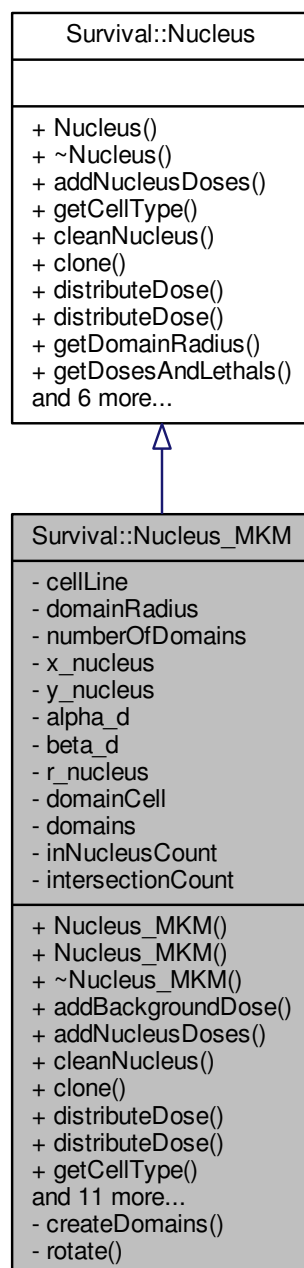 Survival::Nucleus
+ Nucleus()
+ ~Nucleus()
+ addNucleusDoses()
+ getCellType()
+ cleanNucleus()
+ clone()
+ distributeDose()
+ distributeDose()
+ getDomainRadius()
+ getDosesAndLethals()
and 6 more...
Survival::Nucleus_MKM
- cellLine
- domainRadius
- numberOfDomains
- x_nucleus
- y_nucleus
- alpha_d
- beta_d
- r_nucleus
- domainCell
- domains
- inNucleusCount
- intersectionCount
+ Nucleus_MKM()
+ Nucleus_MKM()
+ ~Nucleus_MKM()
+ addBackgroundDose()
+ addNucleusDoses()
+ cleanNucleus()
+ clone()
+ distributeDose()
+ distributeDose()
+ getCellType()
and 11 more...
- createDomains()
- rotate()